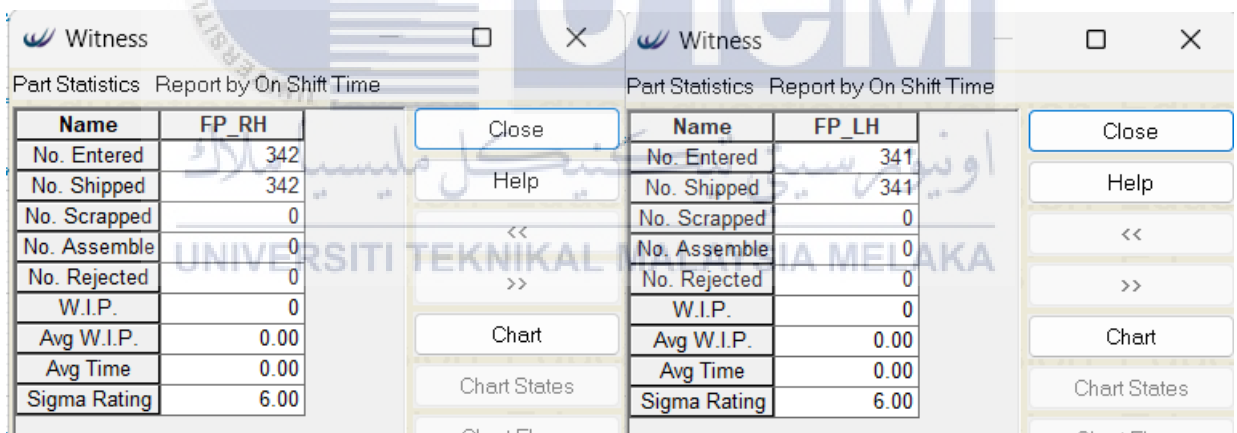 Witness
Part Statistics Report by On Shift Time
Name FP_RH
No. Entered 342
No. Shipped 342
No. Scrapped 0
No. Assemble 0
No. Rejected 0
W.I.P. 0
Avg W.I.P. 0.00
Avg Time 0.00
Sigma Rating 6.00
Close
Help
<<
>>
Chart
Chart States
Witness
Part Statistics Report by On Shift Time
Name FP_LH
No. Entered 341
No. Shipped 341
No. Scrapped 0
No. Assemble 0
No. Rejected 0
W.I.P. 0
Avg W.I.P. 0.00
Avg Time 0.00
Sigma Rating 6.00
Close
Help
<<
>>
Chart
Chart States
UNIVERSITI TEKNIKAL MALAYSIA MELAKA